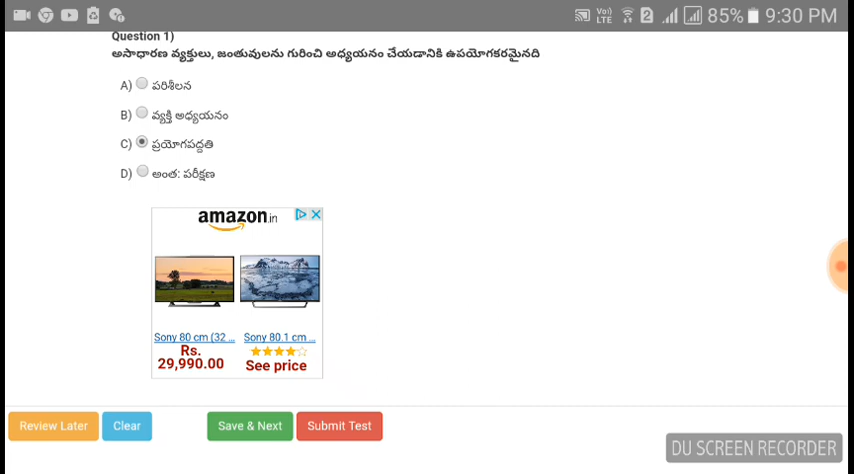 85% 9:30 PM
Question 1)
అసాధారణ వ్యక్తులు, జంతువులను గురించి అధ్యయనం చేయడానికి ఉపయోగకరమైనది
A) పరిశీలన
B) వ్యక్తి అధ్యయనం
C) ప్రయోగపద్దతి
D) అంత: పరీక్షణ
amazon.in
Sony 80 cm (32 ... Sony 80.1 cm ...
Rs. 29,990.00 See price
Review Later Clear Save & Next Submit Test
DU SCREEN RECORDER